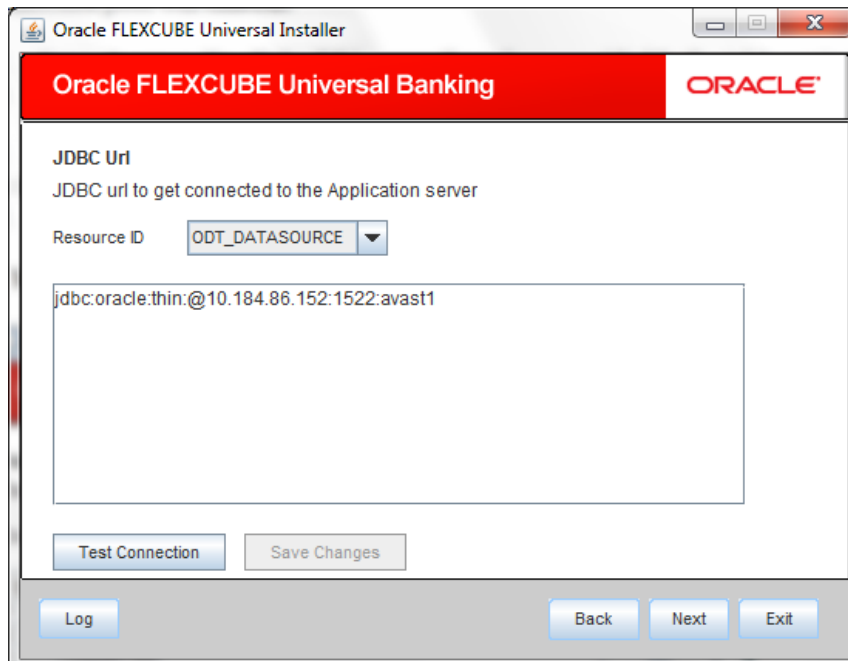 Oracle FLEXCUBE Universal Installer
Oracle FLEXCUBE Universal Banking
ORACLE
JDBC Url
JDBC url to get connected to the Application server
Resource ID ODT_DATASOURCE
jdbc:oracle:thin:@10.184.86.152:1522:avast1
Test Connection Save Changes
Log Back Next Exit